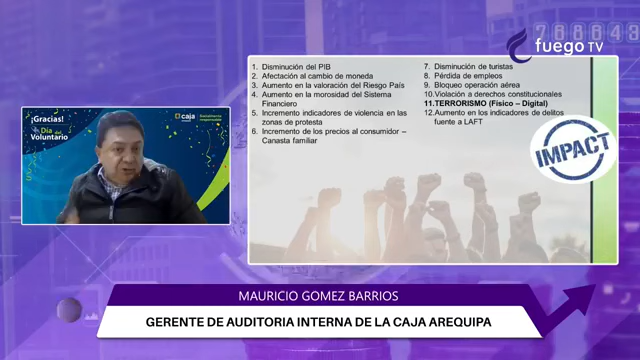 788843
fuego TV
1. Disminución del PIB
2. Afectación al cambio de moneda
3. Aumento en la valoración del Riesgo País
4. Aumento en la morosidad del Sistema
Financiero
5. Incremento indicadores de violencia en las
zonas de protesta
6. Incremento de los precios al consumidor –
Canasta familiar
7. Disminución de turistas
8. Pérdida de empleos
9. Bloqueo operación aérea
10. Violación a derechos constitucionales
11. TERRORISMO (Físico – Digital)
12. Aumento en los indicadores de delitos
fuente a LAFT
IMPACT
¡Gracias!
Día del
Voluntario
caja
Socialmente
responsable
MAURICIO GOMEZ BARRIOS
GERENTE DE AUDITORIA INTERNA DE LA CAJA AREQUIPA